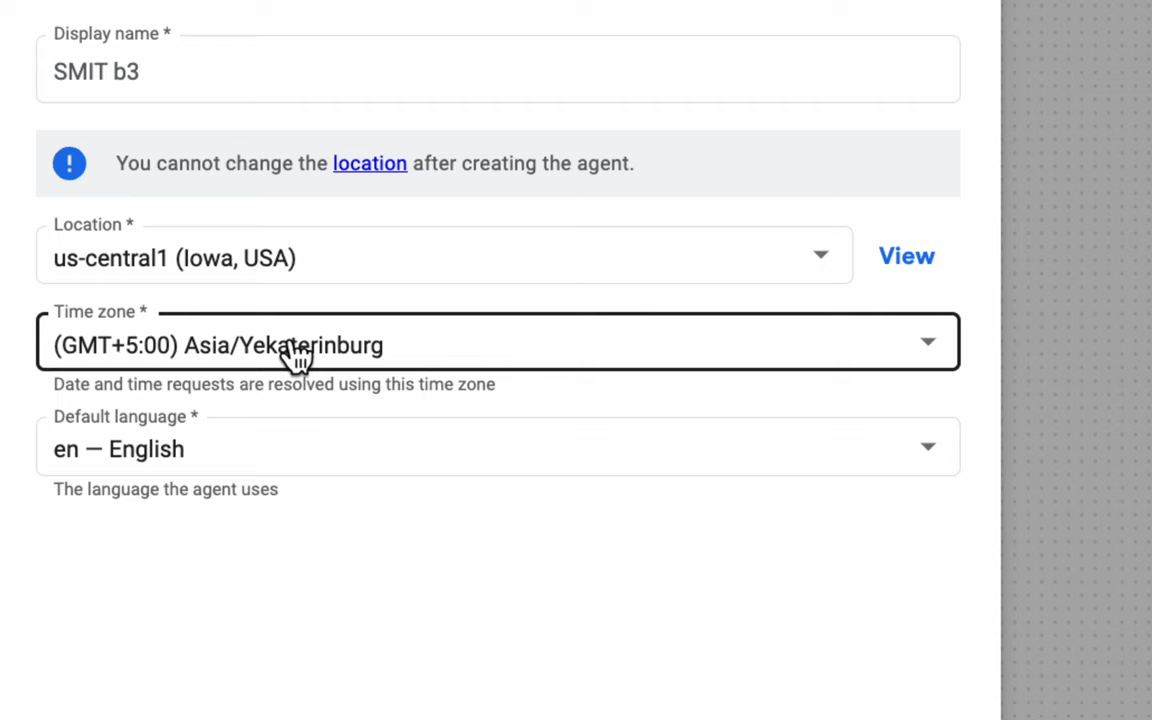 Display name *
SMIT b3
You cannot change the location after creating the agent.
Location *
us-central1 (Iowa, USA)
View
Time zone *
(GMT+5:00) Asia/Yekaterinburg
Date and time requests are resolved using this time zone
Default language *
en — English
The language the agent uses